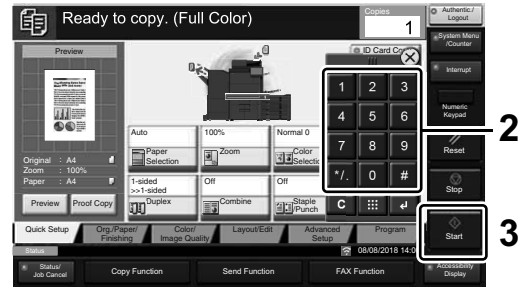 Ready to copy. (Full Color)
Copies
1
Authentic./
Logout
System Menu
/Counter
Interrupt
Numeric
Keypad
Reset
Stop
Start
Accessibility
Display
Preview
Original : A4
Zoom : 100%
Paper : A4
Preview
Proof Copy
ID Card Copy
Auto
Paper
Selection
100%
Zoom
Normal 0
Color
Selectio
1-sided
>>1-sided
Duplex
Off
Combine
Off
Staple
/Punch
1 2 3
4 5 6
7 8 9
*/. 0 #
C
2
3
Quick Setup
Org./Paper/
Finishing
Color/
Image Quality
Layout/Edit
Advanced
Setup
Program
Status
08/08/2018 14:0
Status/
Job Cancel
Copy Function
Send Function
FAX Function